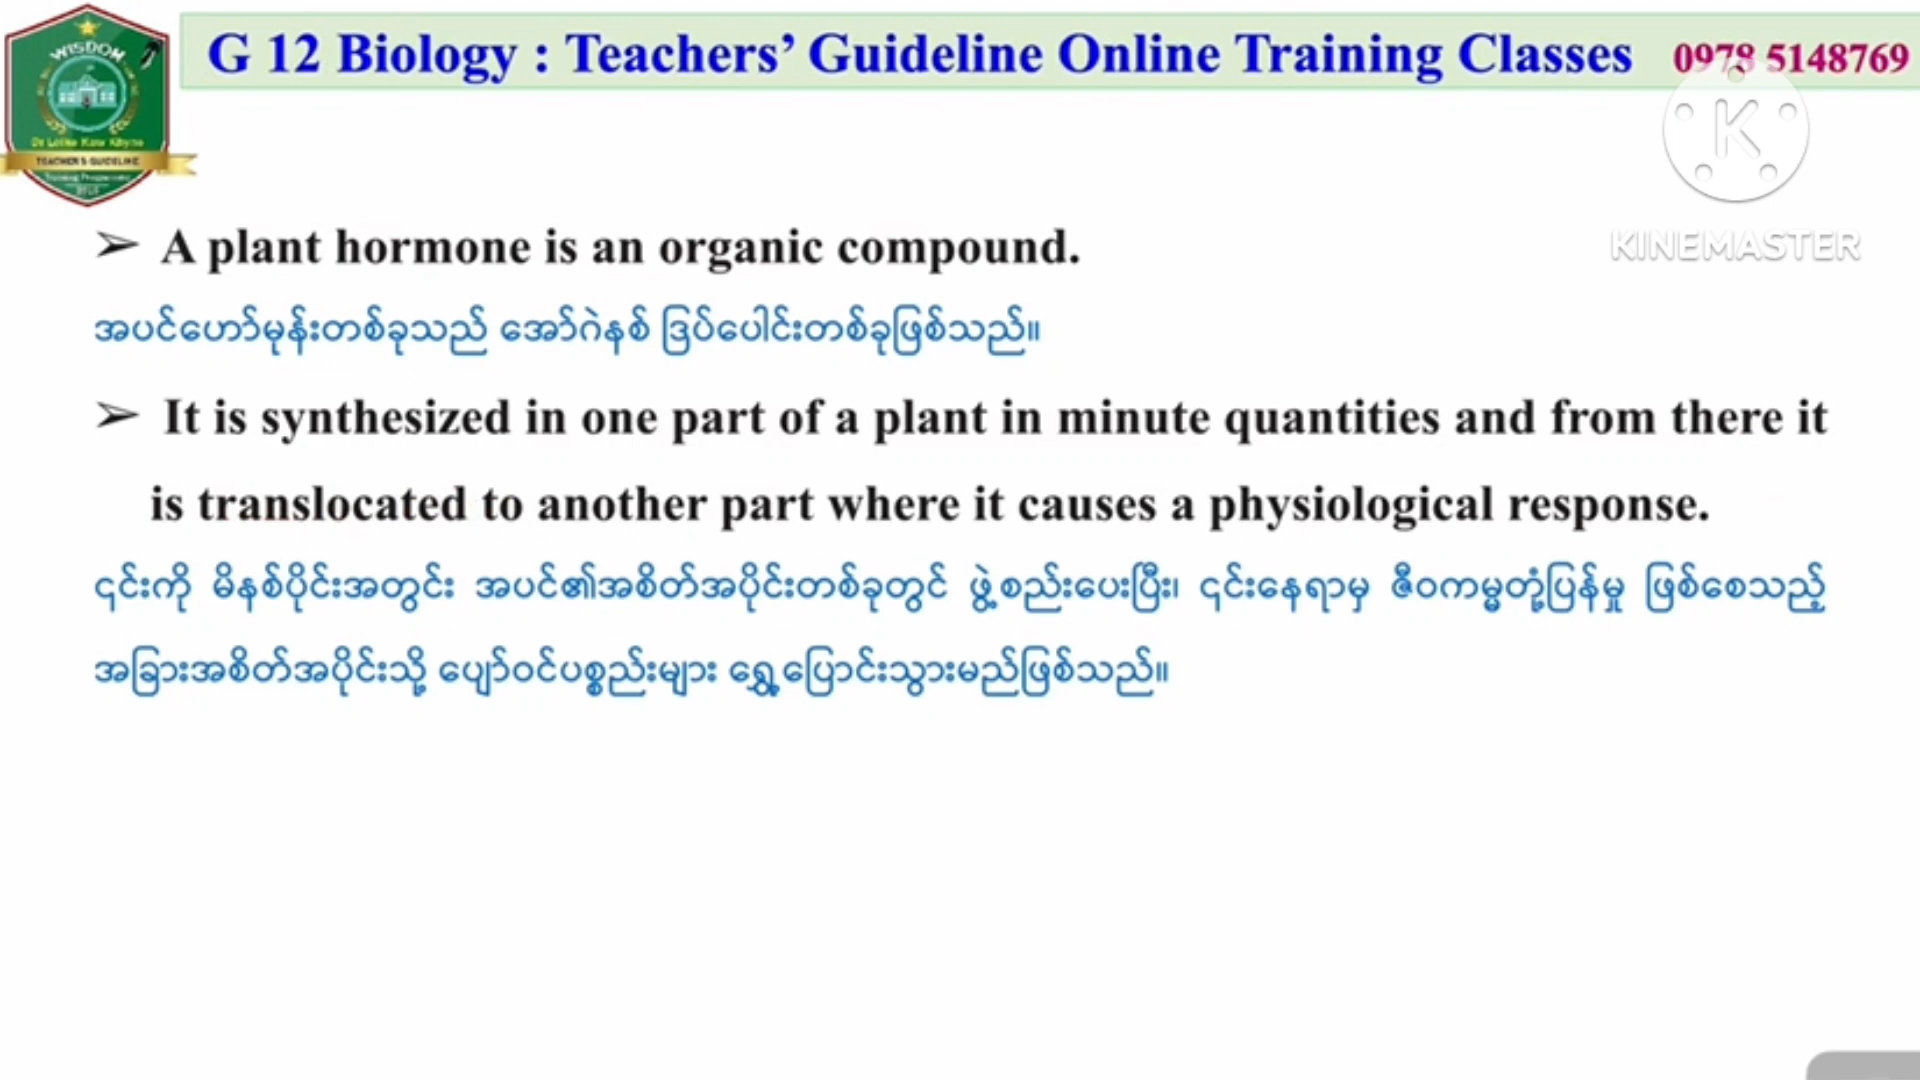 WISDOM
G 12 Biology : Teachers’ Guideline Online Training Classes 0978 5148769
TEACHER'S GUIDELINE
KINEMASTER
➢ A plant hormone is an organic compound.
အပင်ဟော်မုန်းတစ်ခုသည် အော်ဂဲနစ် ဒြပ်ပေါင်းတစ်ခုဖြစ်သည်။
➢ It is synthesized in one part of a plant in minute quantities and from there it
is translocated to another part where it causes a physiological response.
၎င်းကို မိနစ်ပိုင်းအတွင်း အပင်၏အစိတ်အပိုင်းတစ်ခုတွင် ဖွဲ့စည်းပေးပြီး၊ ၎င်းနေရာမှ ဇီဝကမ္မတုံ့ပြန်မှု ဖြစ်စေသည့်
အခြားအစိတ်အပိုင်းသို့ ပျော်ဝင်ပစ္စည်းများ ရွှေ့ပြောင်းသွားမည်ဖြစ်သည်။